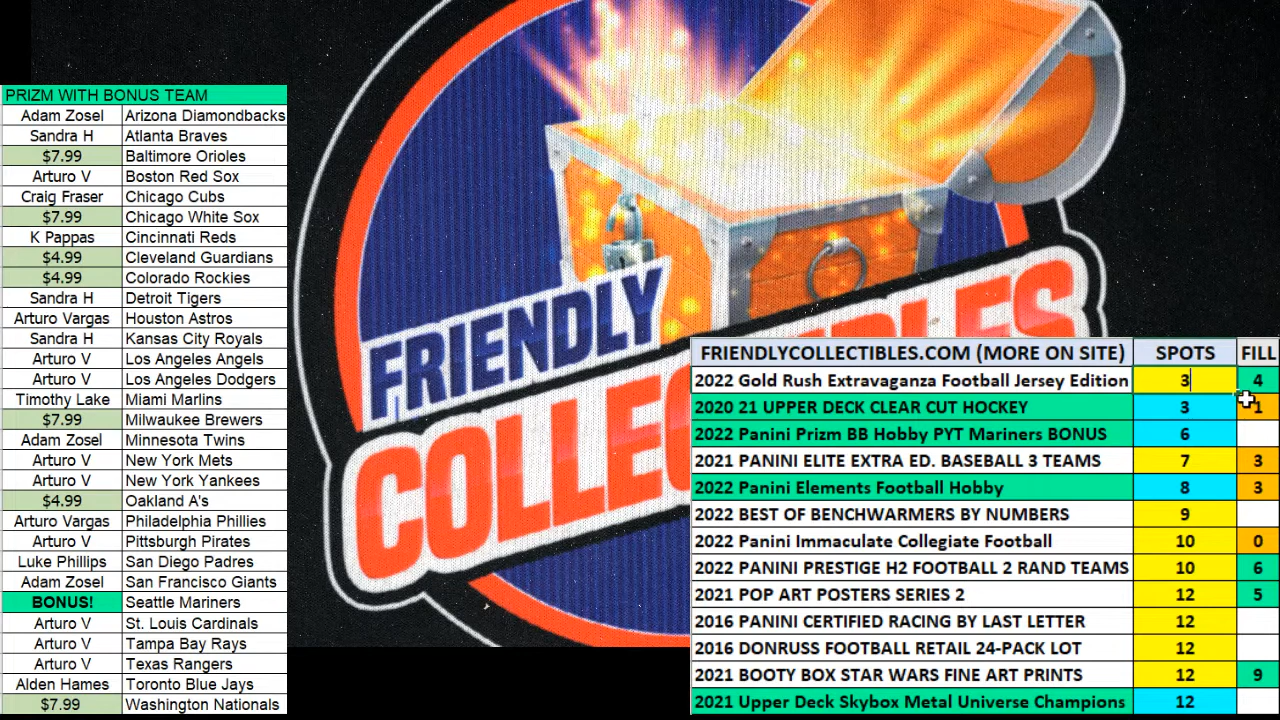 PRIZM WITH BONUS TEAM
Adam Zosel Arizona Diamondbacks
Sandra H Atlanta Braves
$7.99 Baltimore Orioles
Arturo V Boston Red Sox
Craig Fraser Chicago Cubs
$7.99 Chicago White Sox
K Pappas Cincinnati Reds
$4.99 Cleveland Guardians
$4.99 Colorado Rockies
Sandra H Detroit Tigers
Arturo Vargas Houston Astros
Sandra H Kansas City Royals
Arturo V Los Angeles Angels
Arturo V Los Angeles Dodgers
Timothy Lake Miami Marlins
$7.99 Milwaukee Brewers
Adam Zosel Minnesota Twins
Arturo V New York Mets
Arturo V New York Yankees
$4.99 Oakland A's
Arturo Vargas Philadelphia Phillies
Arturo V Pittsburgh Pirates
Luke Phillips San Diego Padres
Adam Zosel San Francisco Giants
BONUS! Seattle Mariners
Arturo V St. Louis Cardinals
Arturo V Tampa Bay Rays
Arturo V Texas Rangers
Alden Hames Toronto Blue Jays
$7.99 Washington Nationals
FRIENDLY
FRIENDLYCOLLECTIBLES.COM (MORE ON SITE) SPOTS FILL
2022 Gold Rush Extravaganza Football Jersey Edition 3 4
2020 21 UPPER DECK CLEAR CUT HOCKEY 3 1
2022 Panini Prizm BB Hobby PYT Mariners BONUS 6
2021 PANINI ELITE EXTRA ED. BASEBALL 3 TEAMS 7 3
2022 Panini Elements Football Hobby 8 3
2022 BEST OF BENCHWARMERS BY NUMBERS 9
2022 Panini Immaculate Collegiate Football 10 0
2022 PANINI PRESTIGE H2 FOOTBALL 2 RAND TEAMS 10 6
2021 POP ART POSTERS SERIES 2 12 5
2016 PANINI CERTIFIED RACING BY LAST LETTER 12
2016 DONRUSS FOOTBALL RETAIL 24-PACK LOT 12
2021 BOOTY BOX STAR WARS FINE ART PRINTS 12 9
2021 Upper Deck Skybox Metal Universe Champions 12